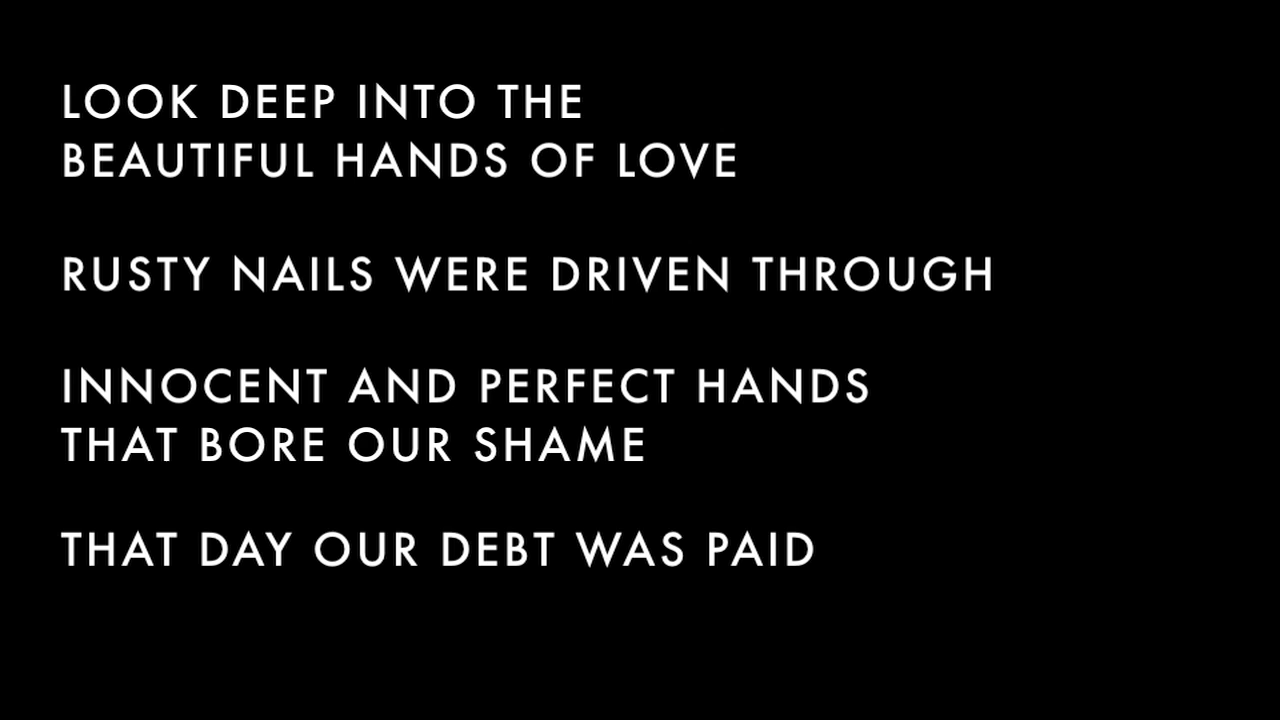 LOOK DEEP INTO THE
BEAUTIFUL HANDS OF LOVE
RUSTY NAILS WERE DRIVEN THROUGH
INNOCENT AND PERFECT HANDS
THAT BORE OUR SHAME
THAT DAY OUR DEBT WAS PAID